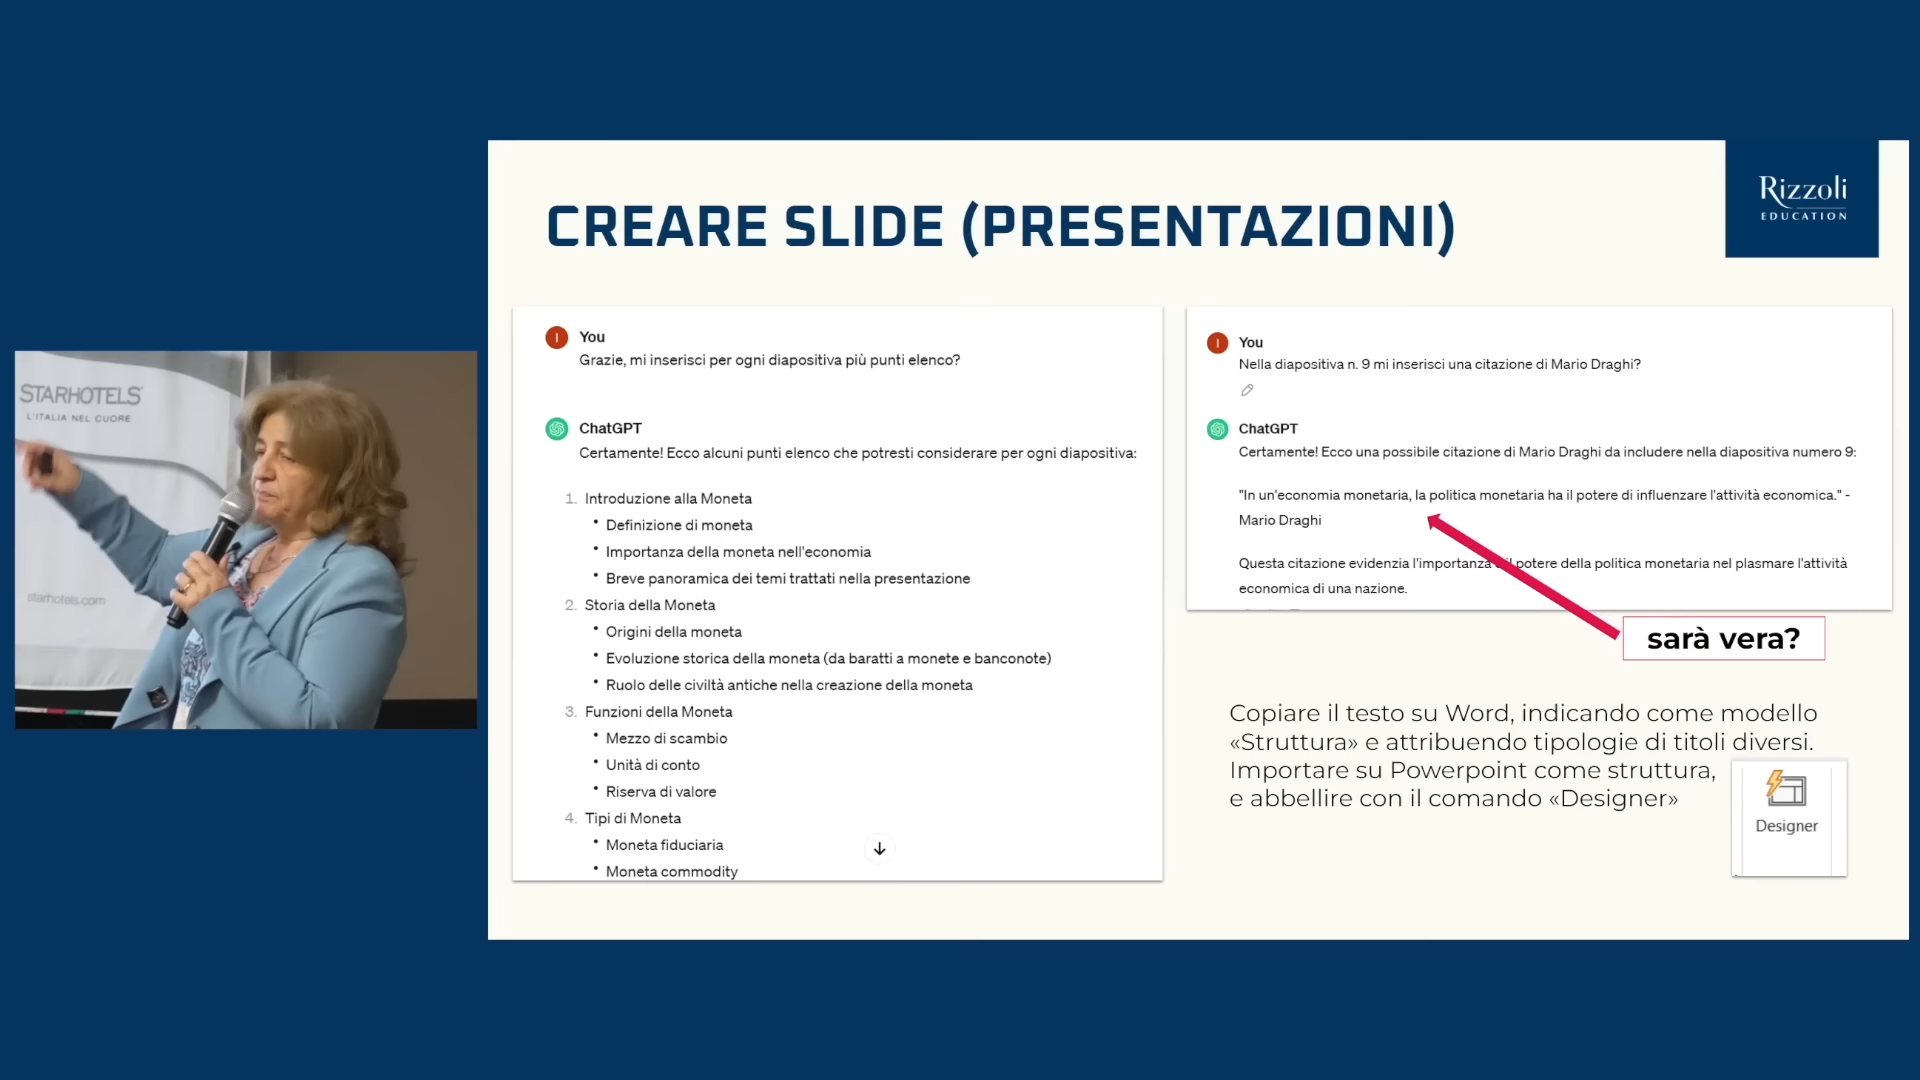 STARHOTELS
L'ITALIA NEL CUORE
starhotels.com
CREARE SLIDE (PRESENTAZIONI)
Rizzoli
EDUCATION
I
You
Grazie, mi inserisci per ogni diapositiva più punti elenco?
ChatGPT
Certamente! Ecco alcuni punti elenco che potresti considerare per ogni diapositiva:
1. Introduzione alla Moneta
• Definizione di moneta
• Importanza della moneta nell'economia
• Breve panoramica dei temi trattati nella presentazione
2. Storia della Moneta
• Origini della moneta
• Evoluzione storica della moneta (da baratti a monete e banconote)
• Ruolo delle civiltà antiche nella creazione della moneta
3. Funzioni della Moneta
• Mezzo di scambio
• Unità di conto
• Riserva di valore
4. Tipi di Moneta
• Moneta fiduciaria
• Moneta commodity
I
You
Nella diapositiva n. 9 mi inserisci una citazione di Mario Draghi?
ChatGPT
Certamente! Ecco una possibile citazione di Mario Draghi da includere nella diapositiva numero 9:
"In un'economia monetaria, la politica monetaria ha il potere di influenzare l'attività economica." -
Mario Draghi
Questa citazione evidenzia l'importanza potere della politica monetaria nel plasmare l'attività
economica di una nazione.
sarà vera?
Copiare il testo su Word, indicando come modello
«Struttura» e attribuendo tipologie di titoli diversi.
Importare su Powerpoint come struttura,
e abbellire con il comando «Designer»
Designer